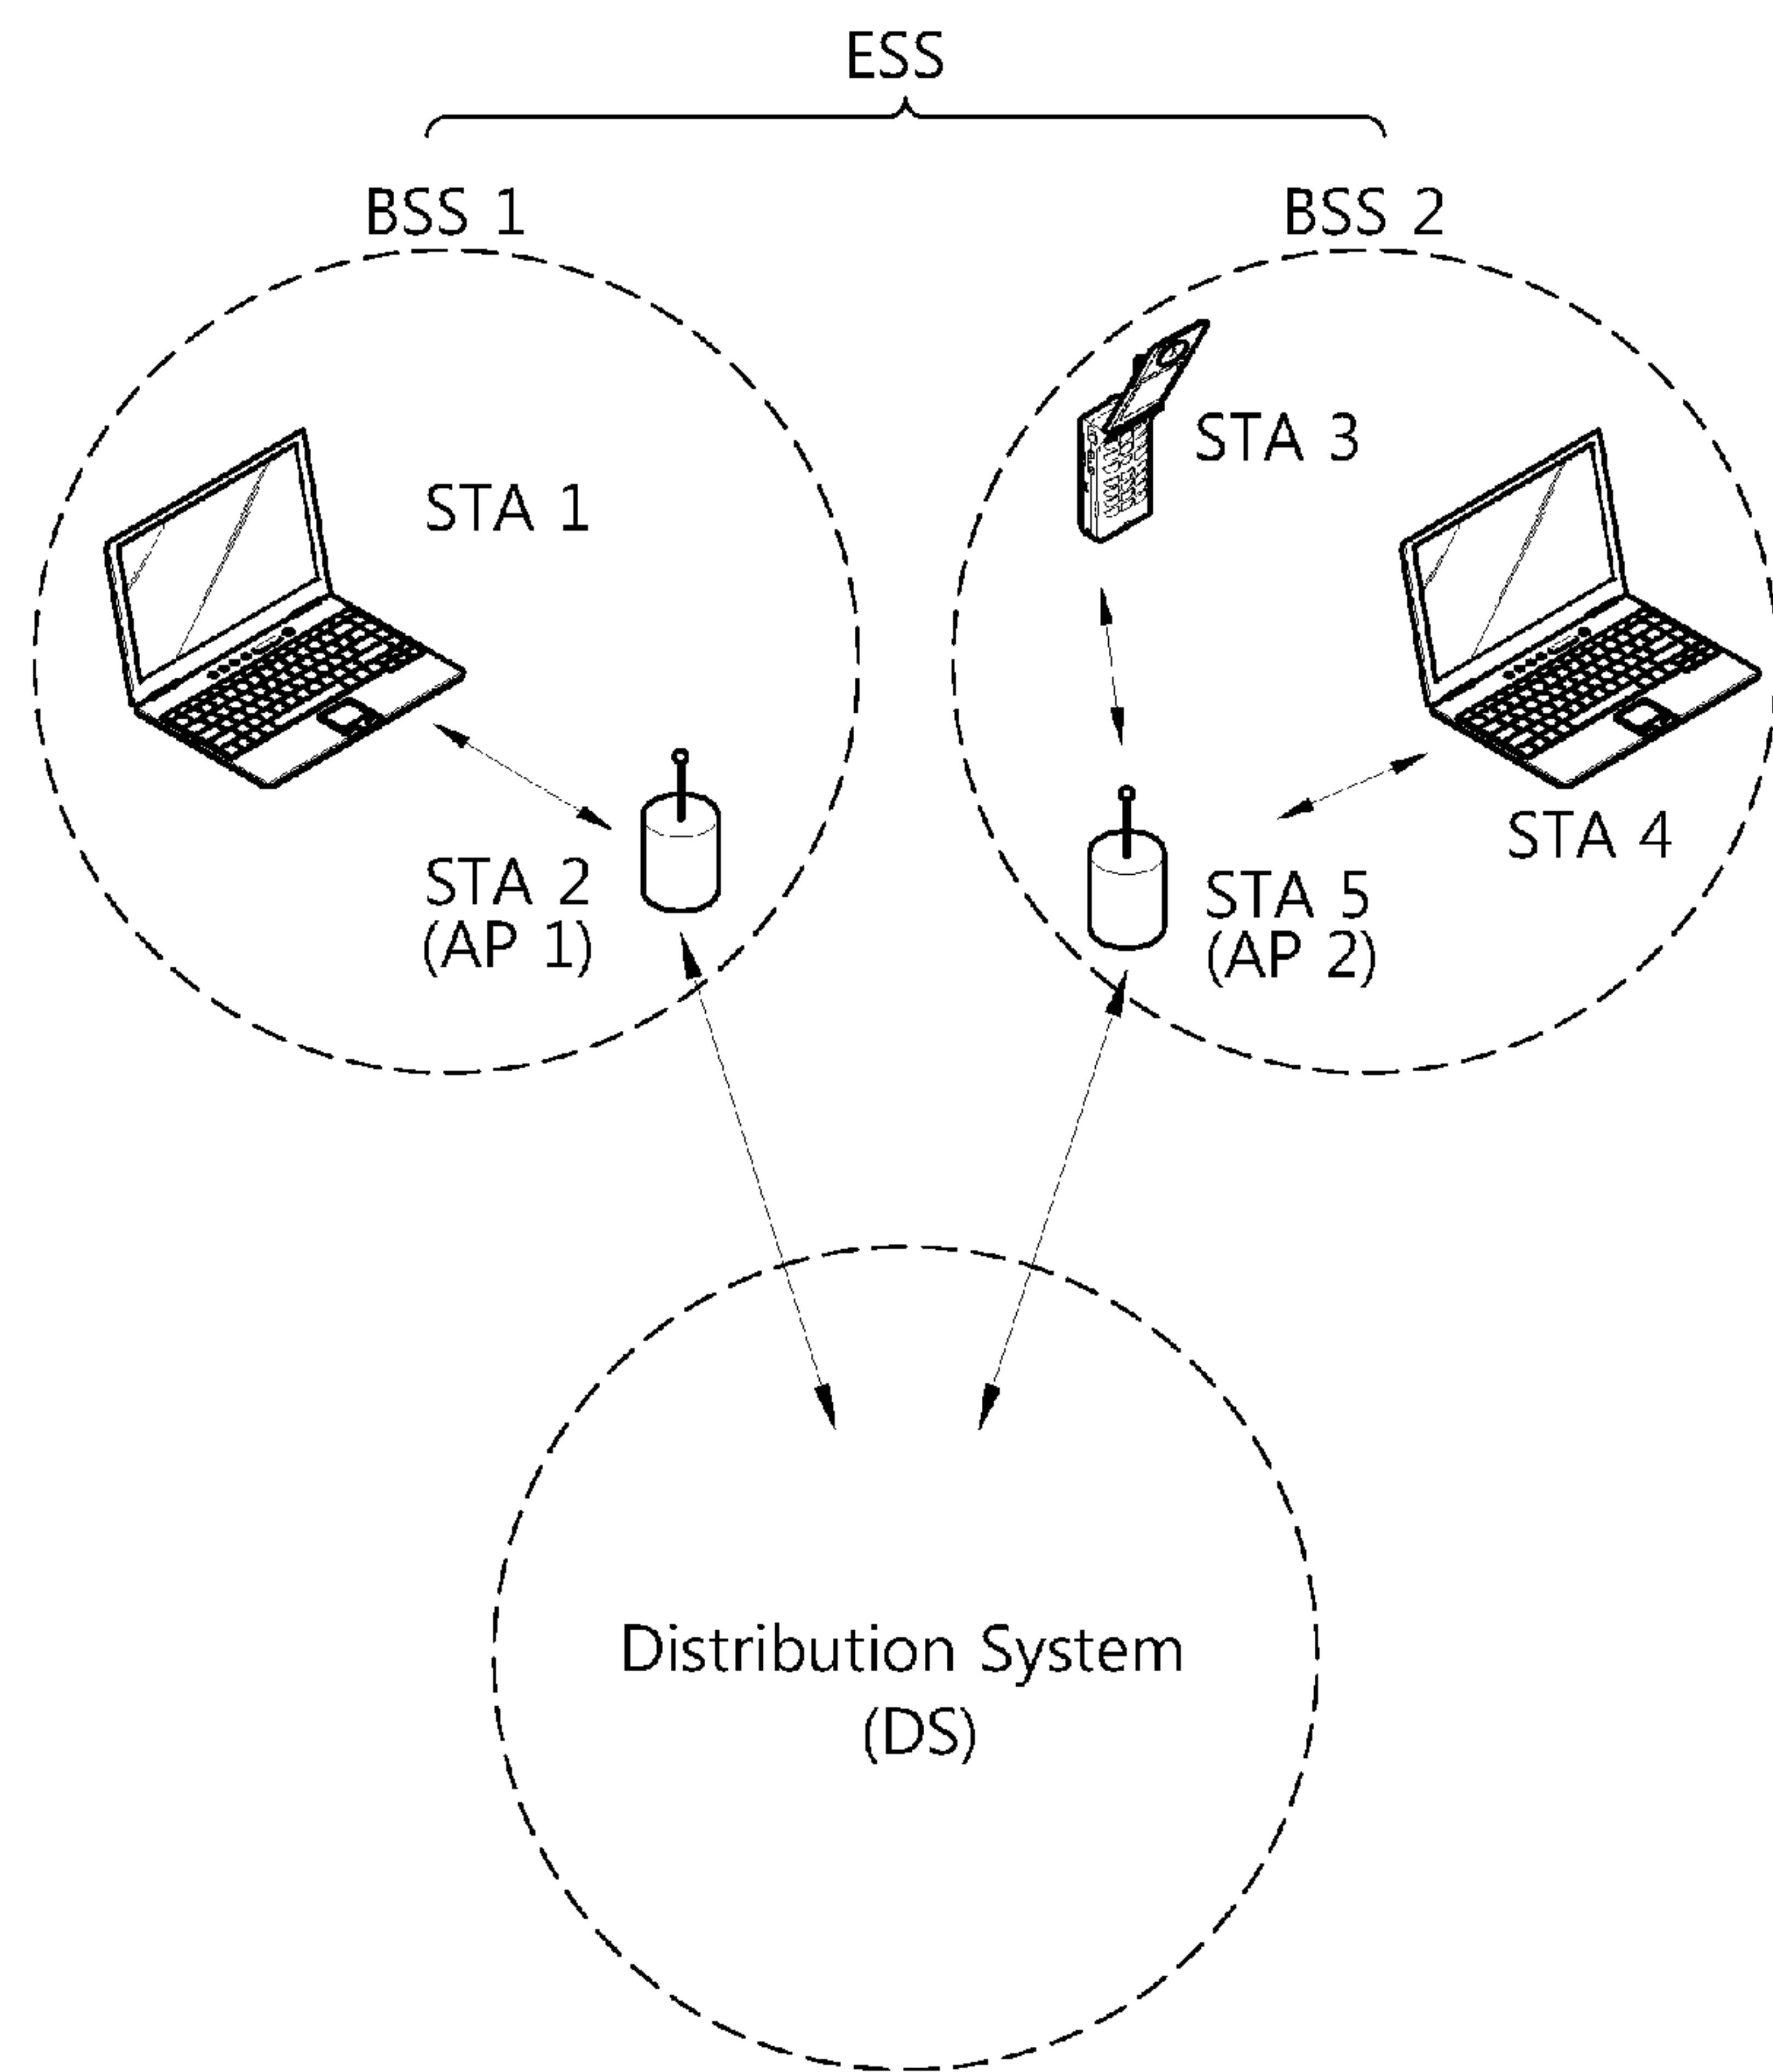 ESS
BSS 1
BSS 2
STA 1
STA 3
STA 2
(AP 1)
STA 5
(AP 2)
STA 4
Distribution System
(DS)